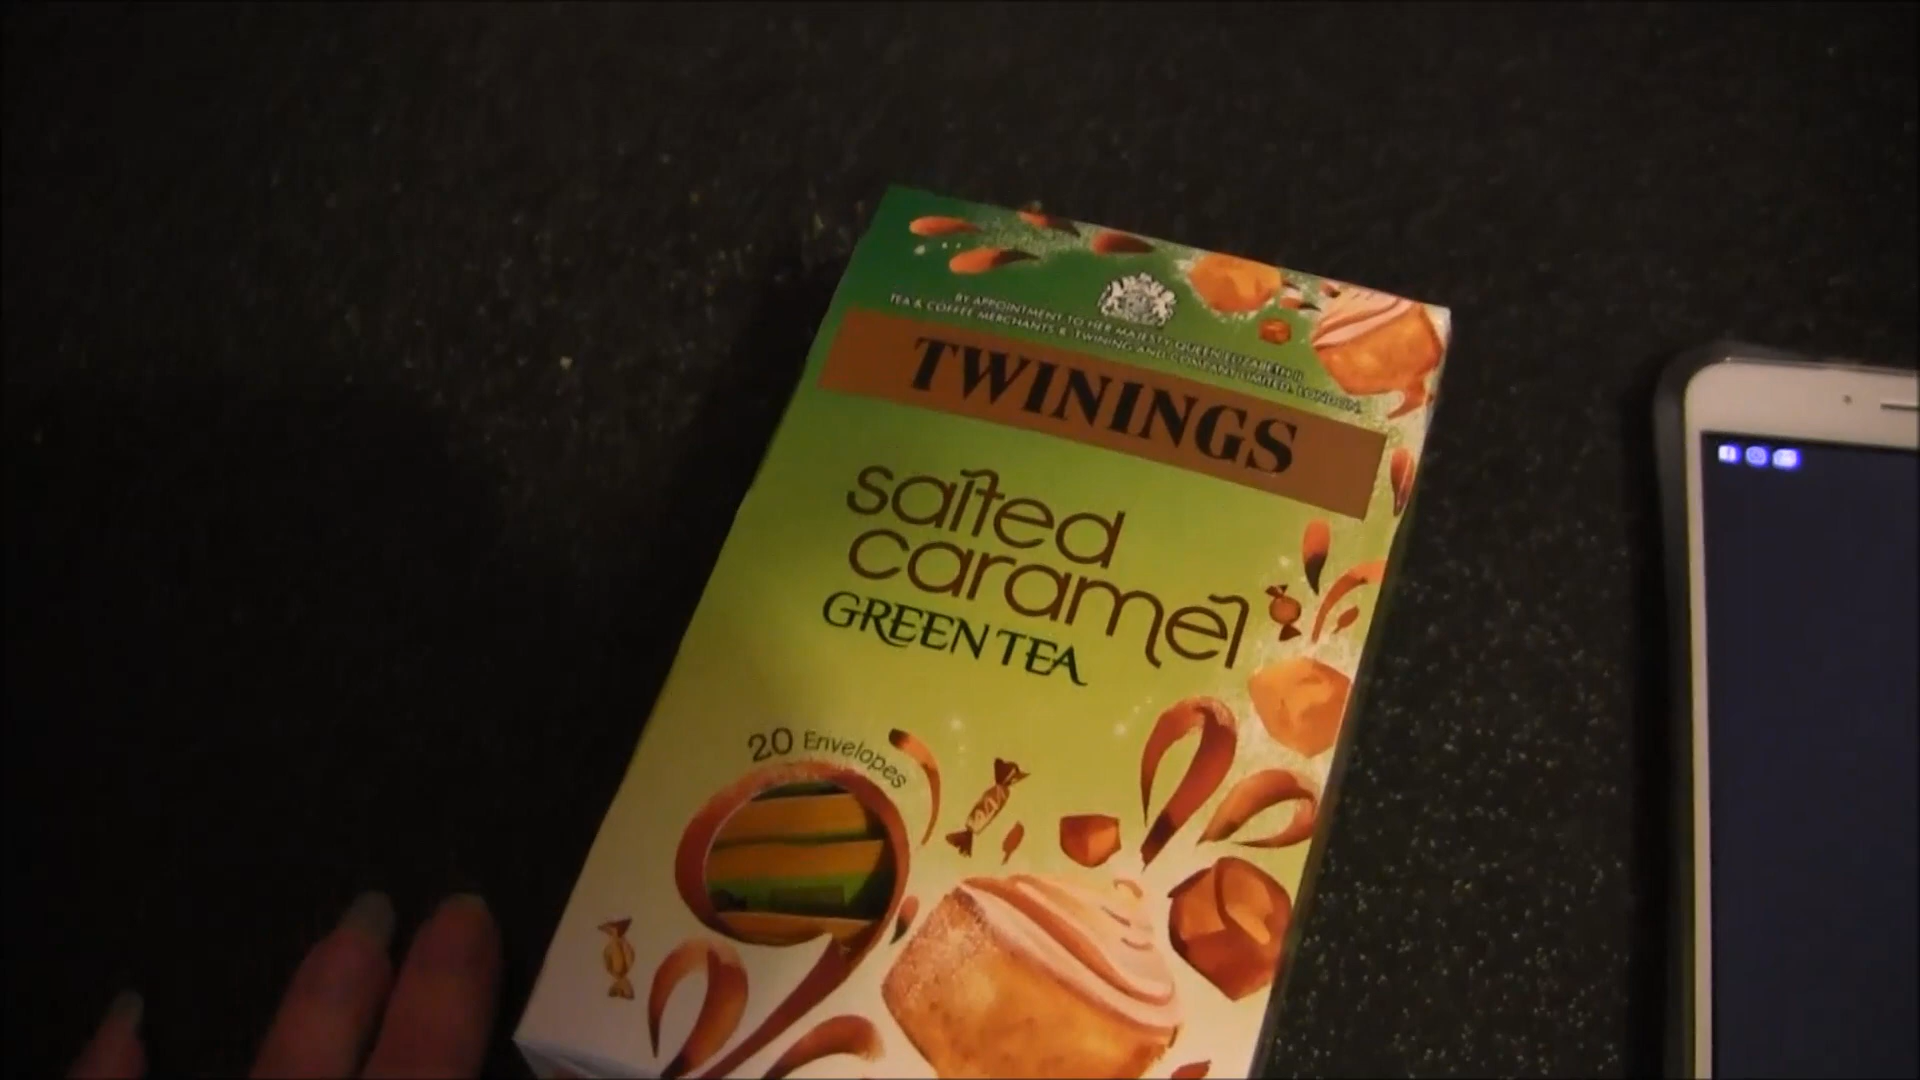 BY APPOINTMENT TO HER MAJESTY QUEEN ELIZABETH II
TEA & COFFEE MERCHANTS R. TWINING AND COMPANY LIMITED, LONDON
TWININGS
salted
caramel
GREEN TEA
20 Envelopes